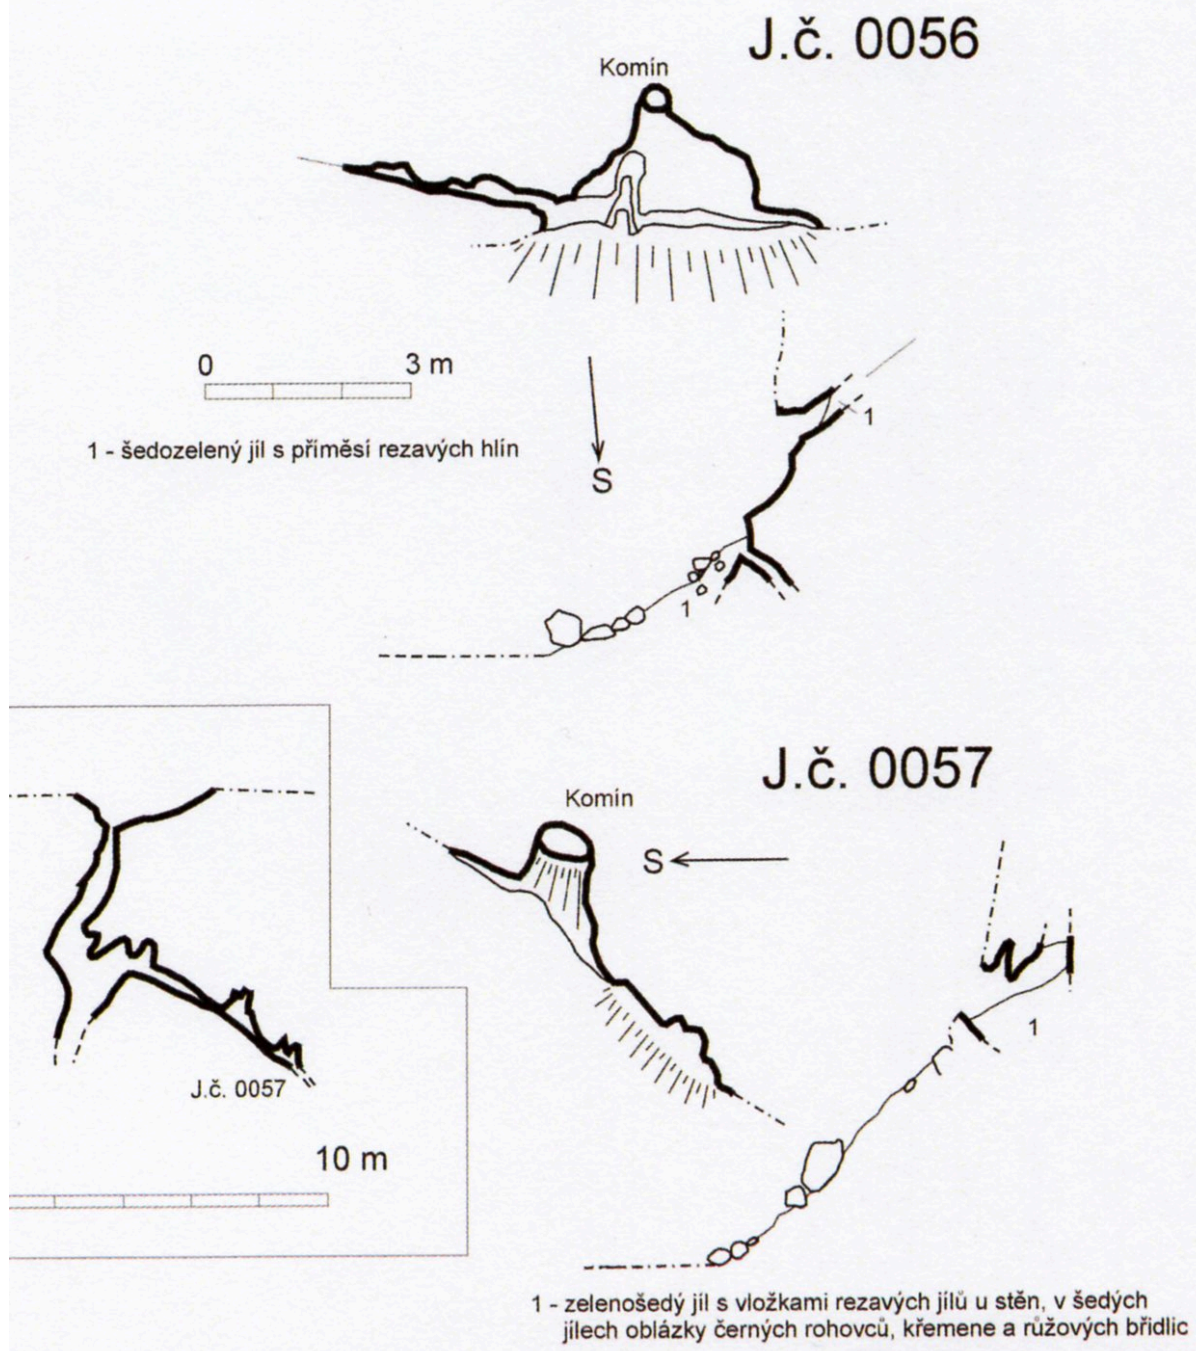 J.č. 0056
Komín
0 3 m
1 - šedozelený jíl s příměsí rezavých hlín
S
1
1
J.č. 0057
Komín
S
1
J.č. 0057
10 m
1 - zelenošedý jíl s vložkami rezavých jílů u stěn, v šedých
jílech oblázky černých rohovců, křemene a růžových břidlic